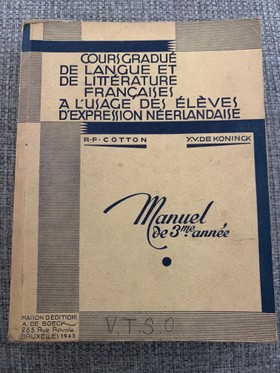 COURS GRADUÉ
DE LANGUE ET
DE LITTÉRATURE
FRANÇAISES
A L'USAGE DES ÉLÈVES
D'EXPRESSION NÉERLANDAISE
R-F-COTTON
Y.V. DE KONINCK
Manuel
de 3me année
MAISON D'ÉDITION
A. DE BOECK
265 Rue Royale
BRUXELLES 1943
V.T.S.O